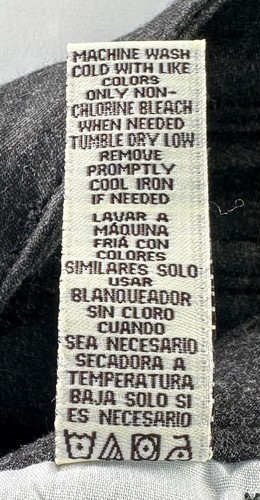 MACHINE WASH
COLD WITH LIKE
COLORS
ONLY NON-
CHLORINE BLEACH
WHEN NEEDED
TUMBLE DRY LOW
REMOVE
PROMPTLY
COOL IRON
IF NEEDED
LAVAR A
MÁQUINA
FRIÁ CON
COLORES
SIMILARES SOLO
USAR
BLANQUEADOR
SIN CLORO
CUANDO
SEA NECESARIO
SECADORA A
TEMPERATURA
BAJA SOLO SI
ES NECESARIO